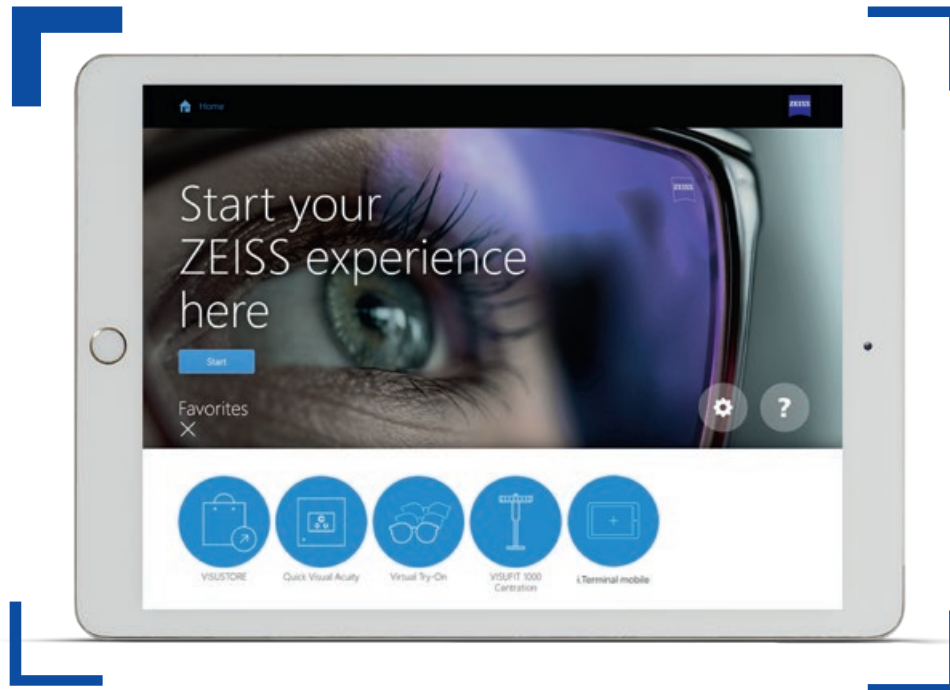 Home
ZEISS
ZEISS
Start your
ZEISS experience
here
Start
Favorites
?
VISUSTORE
Quick Visual Acuity
Virtual Try-On
VISUFIT 1000
Centration
i.Terminal mobile